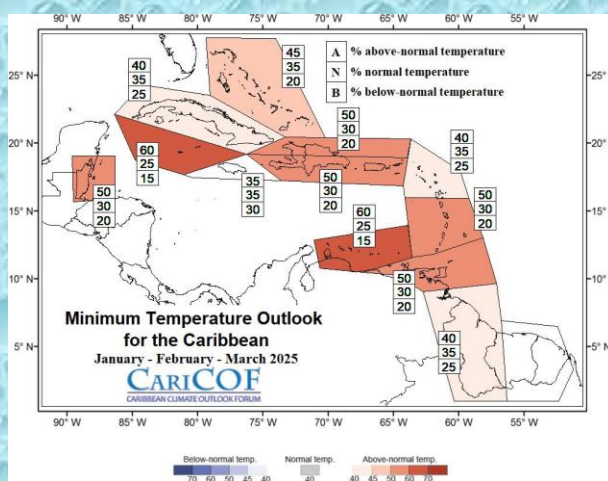 A % above-normal temperature
N % normal temperature
B % below-normal temperature
90°W 85°W 80°W 75°W 70°W 65°W 60°W 55°W
25°N 25°N
20°N 20°N
15°N 15°N
10°N 10°N
5°N 5°N
45
35
20
40
35
25
50
30
20
40
35
25
60
25
15
50
30
20
35
35
30
50
30
20
50
30
20
60
25
15
50
30
20
40
35
25
Minimum Temperature Outlook
for the Caribbean
January - February - March 2025
CARICOF
CARIBBEAN CLIMATE OUTLOOK FORUM
90°W 85°W 80°W 75°W 70°W 65°W 60°W 55°W
Below-normal temp. Normal temp. Above-normal temp.
70 60 50 45 40 40 40 45 50 60 70